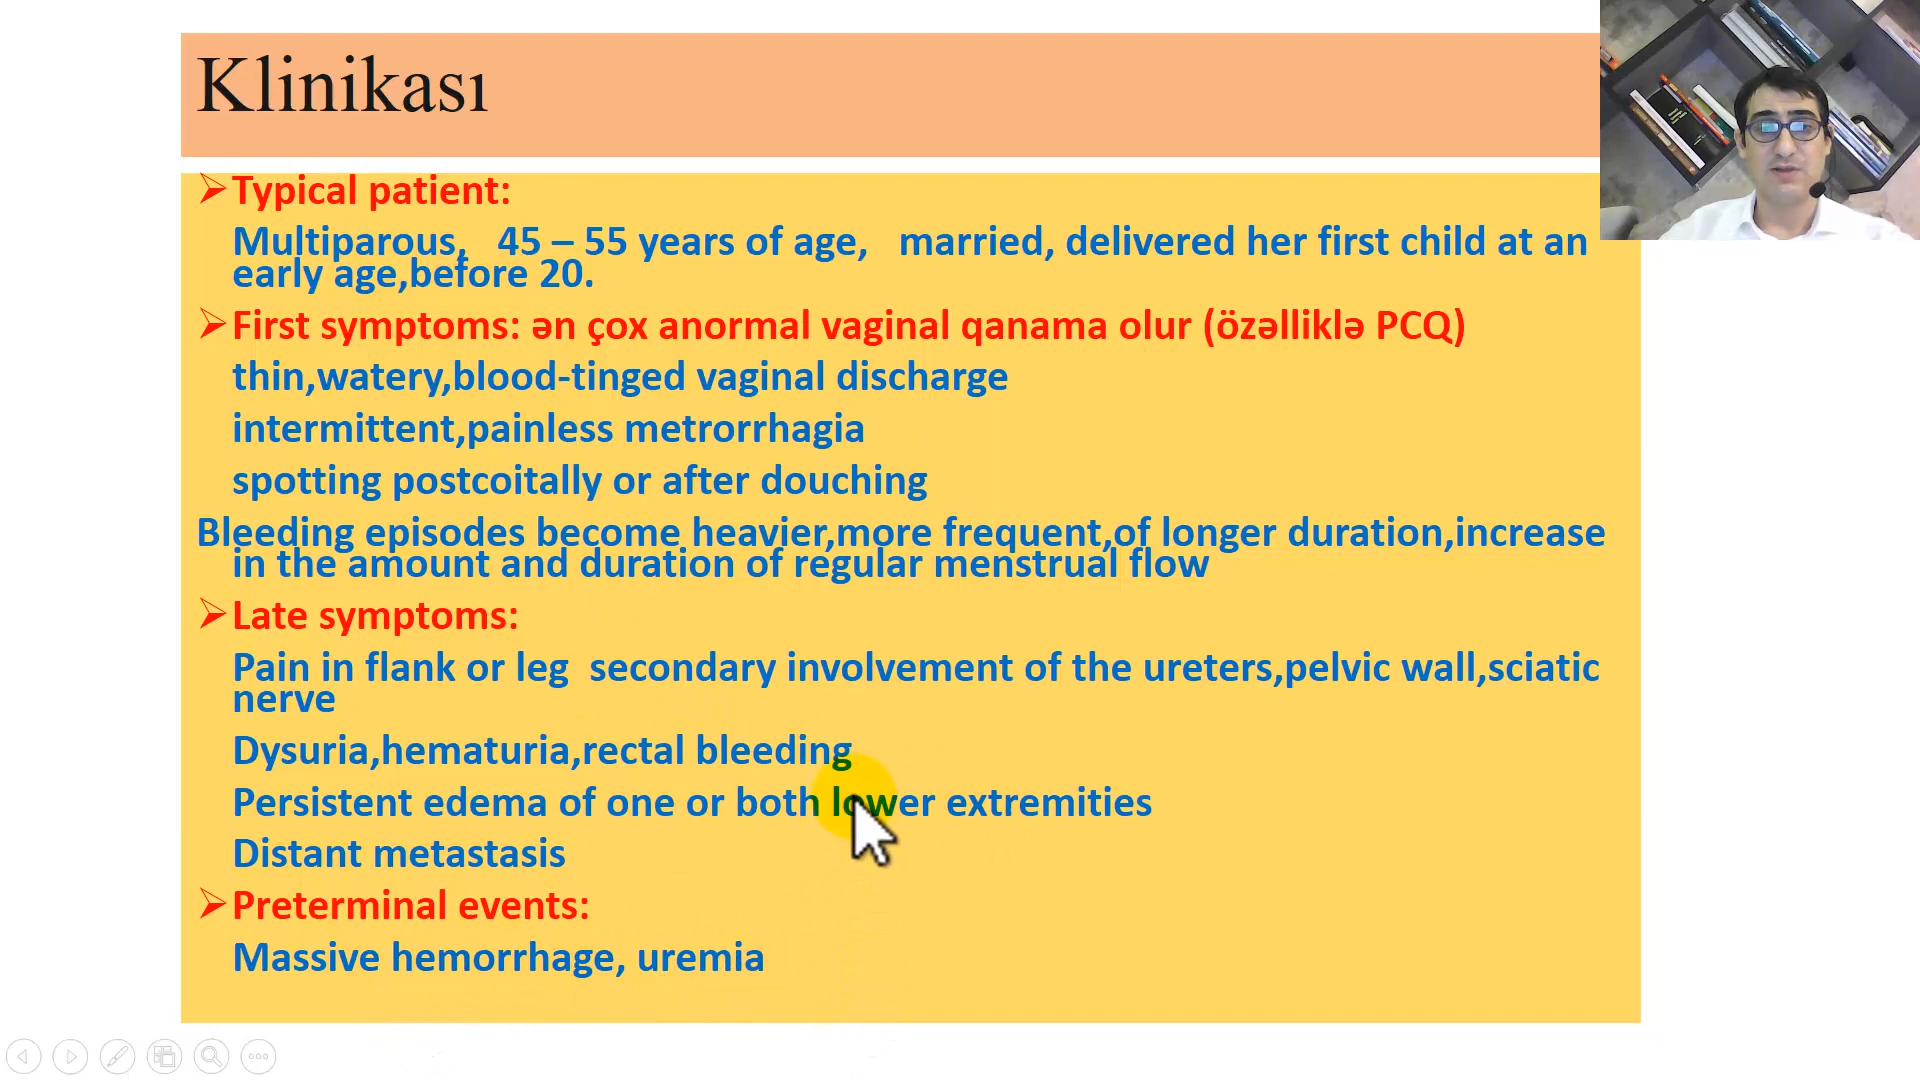 Klinikası
Typical patient:
Multiparous, 45 – 55 years of age, married, delivered her first child at an
early age,before 20.
First symptoms: ən çox anormal vaginal qanama olur (özəlliklə PCQ)
thin,watery,blood-tinged vaginal discharge
intermittent,painless metrorrhagia
spotting postcoitally or after douching
Bleeding episodes become heavier,more frequent,of longer duration,increase
in the amount and duration of regular menstrual flow
Late symptoms:
Pain in flank or leg secondary involvement of the ureters,pelvic wall,sciatic
nerve
Dysuria,hematuria,rectal bleeding
Persistent edema of one or both lower extremities
Distant metastasis
Preterminal events:
Massive hemorrhage, uremia